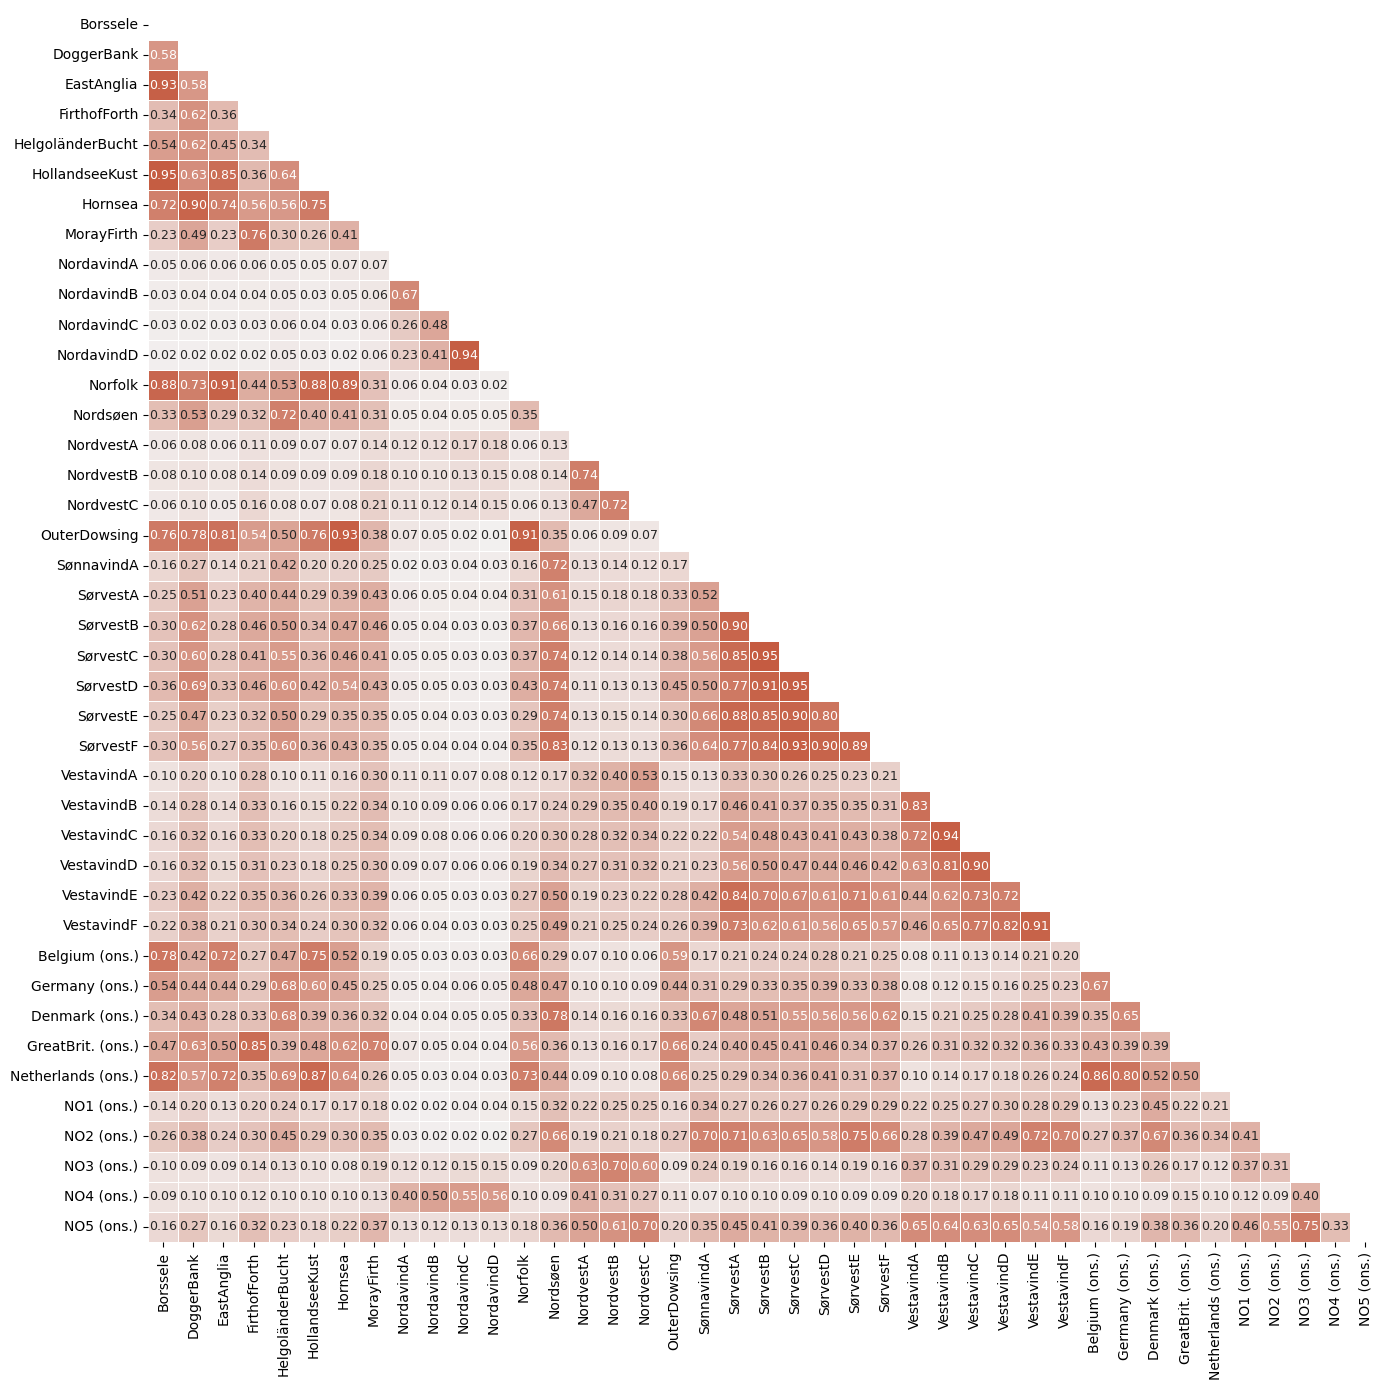 Borssele
DoggerBank 0.58
EastAnglia 0.93 0.58
FirthofForth 0.34 0.62 0.36
HelgoländerBucht 0.54 0.62 0.45 0.34
HollandseeKust 0.95 0.63 0.85 0.36 0.64
Hornsea 0.72 0.90 0.74 0.56 0.56 0.75
MorayFirth 0.23 0.49 0.23 0.76 0.30 0.26 0.41
NordavindA 0.05 0.06 0.06 0.06 0.05 0.05 0.07 0.07
NordavindB 0.03 0.04 0.04 0.04 0.05 0.03 0.05 0.06 0.67
NordavindC 0.03 0.02 0.03 0.03 0.06 0.04 0.03 0.06 0.26 0.48
NordavindD 0.02 0.02 0.02 0.02 0.05 0.03 0.02 0.06 0.23 0.41 0.94
Norfolk 0.88 0.73 0.91 0.44 0.53 0.88 0.89 0.31 0.06 0.04 0.03 0.02
Nordsøen 0.33 0.53 0.29 0.32 0.72 0.40 0.41 0.31 0.05 0.04 0.05 0.05 0.35
NordvestA 0.06 0.08 0.06 0.11 0.09 0.07 0.07 0.14 0.12 0.12 0.17 0.18 0.06 0.13
NordvestB 0.08 0.10 0.08 0.14 0.09 0.09 0.09 0.18 0.10 0.10 0.13 0.15 0.08 0.14 0.74
NordvestC 0.06 0.10 0.05 0.16 0.08 0.07 0.08 0.21 0.11 0.12 0.14 0.15 0.06 0.13 0.47 0.72
OuterDowsing 0.76 0.78 0.81 0.54 0.50 0.76 0.93 0.38 0.07 0.05 0.02 0.01 0.91 0.35 0.06 0.09 0.07
SønnavindA 0.16 0.27 0.14 0.21 0.42 0.20 0.20 0.25 0.02 0.03 0.04 0.03 0.16 0.72 0.13 0.14 0.12 0.17
SørvestA 0.25 0.51 0.23 0.40 0.44 0.29 0.39 0.43 0.06 0.05 0.04 0.04 0.31 0.61 0.15 0.18 0.18 0.33 0.52
SørvestB 0.30 0.62 0.28 0.46 0.50 0.34 0.47 0.46 0.05 0.04 0.03 0.03 0.37 0.66 0.13 0.16 0.16 0.39 0.50 0.90
SørvestC 0.30 0.60 0.28 0.41 0.55 0.36 0.46 0.41 0.05 0.05 0.03 0.03 0.37 0.74 0.12 0.14 0.14 0.38 0.56 0.85 0.95
SørvestD 0.36 0.69 0.33 0.46 0.60 0.42 0.54 0.43 0.05 0.05 0.03 0.03 0.43 0.74 0.11 0.13 0.13 0.45 0.50 0.77 0.91 0.95
SørvestE 0.25 0.47 0.23 0.32 0.50 0.29 0.35 0.35 0.05 0.04 0.03 0.03 0.29 0.74 0.13 0.15 0.14 0.30 0.66 0.88 0.85 0.90 0.80
SørvestF 0.30 0.56 0.27 0.35 0.60 0.36 0.43 0.35 0.05 0.04 0.04 0.04 0.35 0.83 0.12 0.13 0.13 0.36 0.64 0.77 0.84 0.93 0.90 0.89
VestavindA 0.10 0.20 0.10 0.28 0.10 0.11 0.16 0.30 0.11 0.11 0.07 0.08 0.12 0.17 0.32 0.40 0.53 0.15 0.13 0.33 0.30 0.26 0.25 0.23 0.21
VestavindB 0.14 0.28 0.14 0.33 0.16 0.15 0.22 0.34 0.10 0.09 0.06 0.06 0.17 0.24 0.29 0.35 0.40 0.19 0.17 0.46 0.41 0.37 0.35 0.35 0.31 0.83
VestavindC 0.16 0.32 0.16 0.33 0.20 0.18 0.25 0.34 0.09 0.08 0.06 0.06 0.20 0.30 0.28 0.32 0.34 0.22 0.22 0.54 0.48 0.43 0.41 0.43 0.38 0.72 0.94
VestavindD 0.16 0.32 0.15 0.31 0.23 0.18 0.25 0.30 0.09 0.07 0.06 0.06 0.19 0.34 0.27 0.31 0.32 0.21 0.23 0.56 0.50 0.47 0.44 0.46 0.42 0.63 0.81 0.90
VestavindE 0.23 0.42 0.22 0.35 0.36 0.26 0.33 0.39 0.06 0.05 0.03 0.03 0.27 0.50 0.19 0.23 0.22 0.28 0.42 0.84 0.70 0.67 0.61 0.71 0.61 0.44 0.62 0.73 0.72
VestavindF 0.22 0.38 0.21 0.30 0.34 0.24 0.30 0.32 0.06 0.04 0.03 0.03 0.25 0.49 0.21 0.25 0.24 0.26 0.39 0.73 0.62 0.61 0.56 0.65 0.57 0.46 0.65 0.77 0.82 0.91
Belgium (ons.) 0.78 0.42 0.72 0.27 0.47 0.75 0.52 0.19 0.05 0.03 0.03 0.03 0.66 0.29 0.07 0.10 0.06 0.59 0.17 0.21 0.24 0.24 0.28 0.21 0.25 0.08 0.11 0.13 0.14 0.21 0.20
Germany (ons.) 0.54 0.44 0.44 0.29 0.68 0.60 0.45 0.25 0.05 0.04 0.06 0.05 0.48 0.47 0.10 0.10 0.09 0.44 0.31 0.29 0.33 0.35 0.39 0.33 0.38 0.08 0.12 0.15 0.16 0.25 0.23 0.67
Denmark (ons.) 0.34 0.43 0.28 0.33 0.68 0.39 0.36 0.32 0.04 0.04 0.05 0.05 0.33 0.78 0.14 0.16 0.16 0.33 0.67 0.48 0.51 0.55 0.56 0.56 0.62 0.15 0.21 0.25 0.28 0.41 0.39 0.35 0.65
GreatBrit. (ons.) 0.47 0.63 0.50 0.85 0.39 0.48 0.62 0.70 0.07 0.05 0.04 0.04 0.56 0.36 0.13 0.16 0.17 0.66 0.24 0.40 0.45 0.41 0.46 0.34 0.37 0.26 0.31 0.32 0.32 0.36 0.33 0.43 0.39 0.39
Netherlands (ons.) 0.82 0.57 0.72 0.35 0.69 0.87 0.64 0.26 0.05 0.03 0.04 0.03 0.73 0.44 0.09 0.10 0.08 0.66 0.25 0.29 0.34 0.36 0.41 0.31 0.37 0.10 0.14 0.17 0.18 0.26 0.24 0.86 0.80 0.52 0.50
NO1 (ons.) 0.14 0.20 0.13 0.20 0.24 0.17 0.17 0.18 0.02 0.02 0.04 0.04 0.15 0.32 0.22 0.25 0.25 0.16 0.34 0.27 0.26 0.27 0.26 0.29 0.29 0.22 0.25 0.27 0.30 0.28 0.29 0.13 0.23 0.45 0.22 0.21
NO2 (ons.) 0.26 0.38 0.24 0.30 0.45 0.29 0.30 0.35 0.03 0.02 0.02 0.02 0.27 0.66 0.19 0.21 0.18 0.27 0.70 0.71 0.63 0.65 0.58 0.75 0.66 0.28 0.39 0.47 0.49 0.72 0.70 0.27 0.37 0.67 0.36 0.34 0.41
NO3 (ons.) 0.10 0.09 0.09 0.14 0.13 0.10 0.08 0.19 0.12 0.12 0.15 0.15 0.09 0.20 0.63 0.70 0.60 0.09 0.24 0.19 0.16 0.16 0.14 0.19 0.16 0.37 0.31 0.29 0.29 0.23 0.24 0.11 0.13 0.26 0.17 0.12 0.37 0.31
NO4 (ons.) 0.09 0.10 0.10 0.12 0.10 0.10 0.10 0.13 0.40 0.50 0.55 0.56 0.10 0.09 0.41 0.31 0.27 0.11 0.07 0.10 0.10 0.09 0.10 0.09 0.09 0.20 0.18 0.17 0.18 0.11 0.11 0.10 0.10 0.09 0.15 0.10 0.12 0.09 0.40
NO5 (ons.) 0.16 0.27 0.16 0.32 0.23 0.18 0.22 0.37 0.13 0.12 0.13 0.13 0.18 0.36 0.50 0.61 0.70 0.20 0.35 0.45 0.41 0.39 0.36 0.40 0.36 0.65 0.64 0.63 0.65 0.54 0.58 0.16 0.19 0.38 0.36 0.20 0.46 0.55 0.75 0.33
Borssele
DoggerBank
EastAnglia
FirthofForth
HelgoländerBucht
HollandseeKust
Hornsea
MorayFirth
NordavindA
NordavindB
NordavindC
NordavindD
Norfolk
Nordsøen
NordvestA
NordvestB
NordvestC
OuterDowsing
SønnavindA
SørvestA
SørvestB
SørvestC
SørvestD
SørvestE
SørvestF
VestavindA
VestavindB
VestavindC
VestavindD
VestavindE
VestavindF
Belgium (ons.)
Germany (ons.)
Denmark (ons.)
GreatBrit. (ons.)
Netherlands (ons.)
NO1 (ons.)
NO2 (ons.)
NO3 (ons.)
NO4 (ons.)
NO5 (ons.)